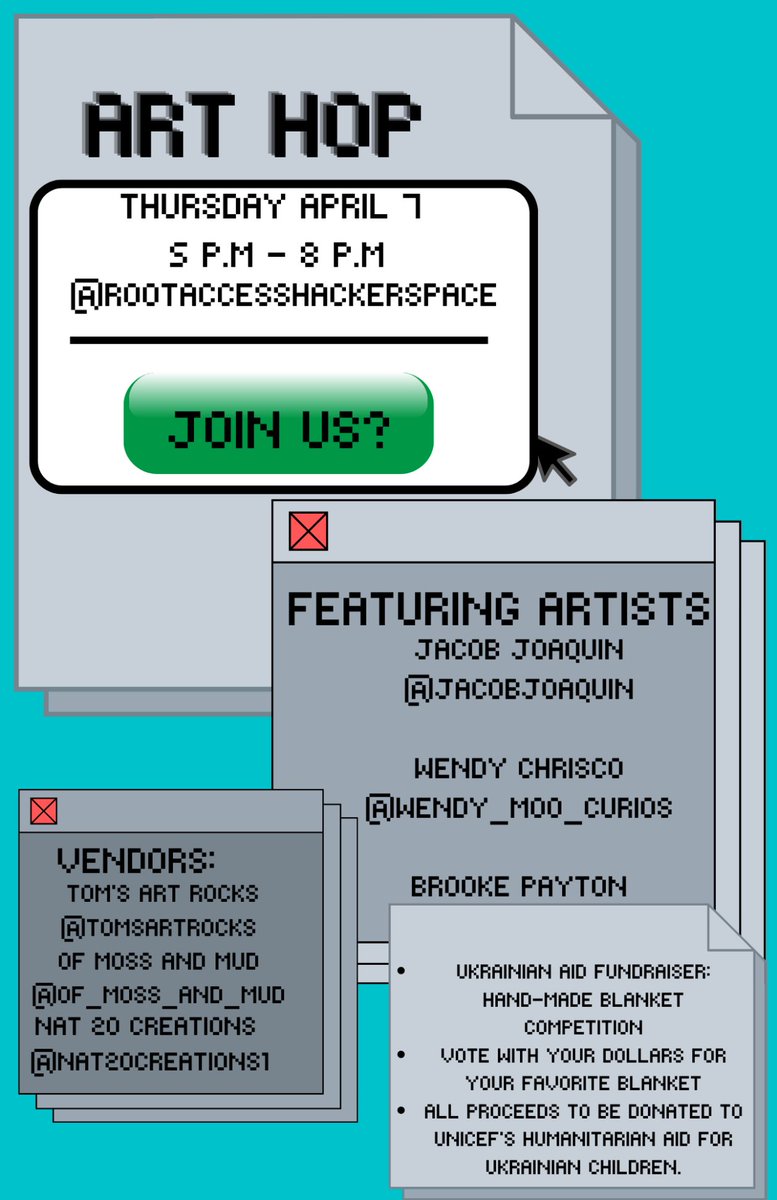 ART HOP
THURSDAY APRIL 7
5 P.M - 8 P.M
@ROOTACCESSHACKERSPACE
JOIN US?
FEATURING ARTISTS
JACOB JOAQUIN
@JACOBJOAQUIN
WENDY CHRISCO
@WENDY_MOO_CURIOS
BROOKE PAYTON
VENDORS:
TOM'S ART ROCKS
@TOMSARTROCKS
OF MOSS AND MUD
@OF_MOSS_AND_MUD
NAT 20 CREATIONS
@NAT20CREATIONS1
• UKRAINIAN AID FUNDRAISER:
HAND-MADE BLANKET
COMPETITION
• VOTE WITH YOUR DOLLARS FOR
YOUR FAVORITE BLANKET
• ALL PROCEEDS TO BE DONATED TO
UNICEF'S HUMANITARIAN AID FOR
UKRAINIAN CHILDREN.